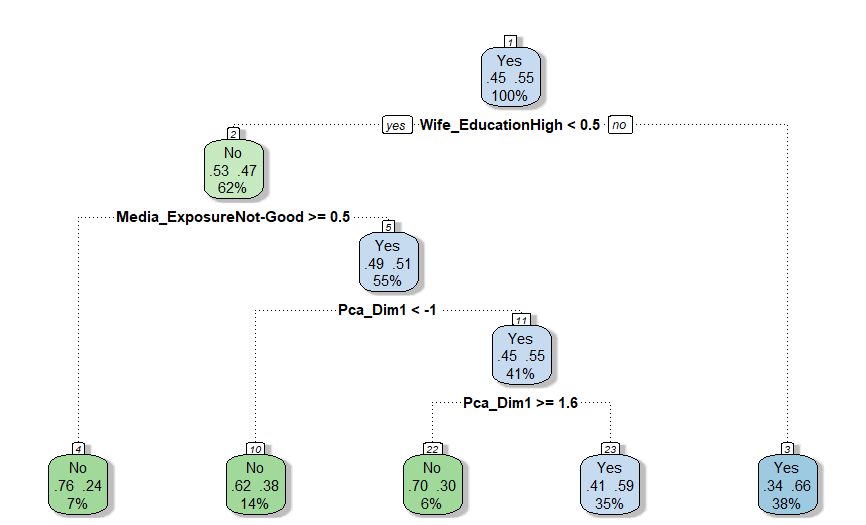 1
Yes
.45 .55
100%
yes Wife_EducationHigh < 0.5 no
2
No
.53 .47
62%
Media_ExposureNot-Good >= 0.5
5
Yes
.49 .51
55%
Pca_Dim1 < -1
11
Yes
.45 .55
41%
Pca_Dim1 >= 1.6
4
No
.76 .24
7%
10
No
.62 .38
14%
22
No
.70 .30
6%
23
Yes
.41 .59
35%
3
Yes
.34 .66
38%